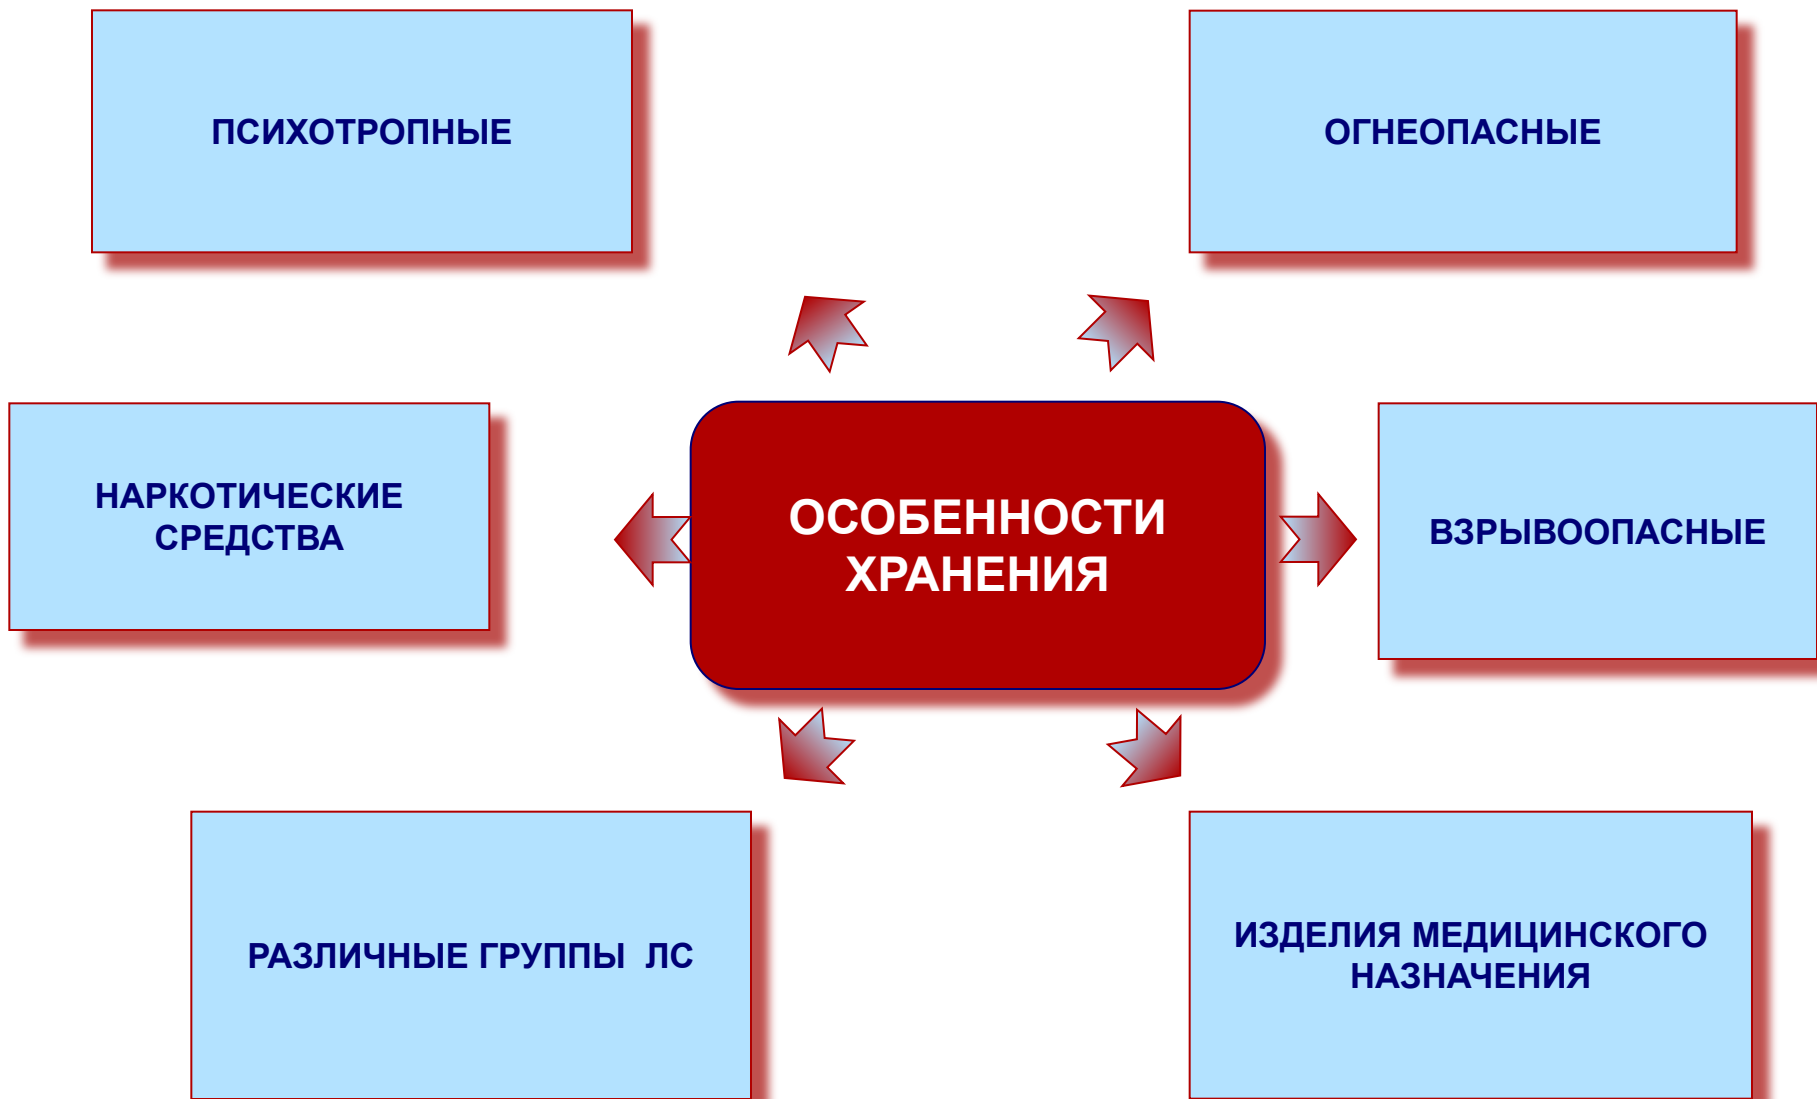 ПСИХОТРОПНЫЕ
ОГНЕОПАСНЫЕ
НАРКОТИЧЕСКИЕ
СРЕДСТВА
ОСОБЕННОСТИ
ХРАНЕНИЯ
ВЗРЫВООПАСНЫЕ
РАЗЛИЧНЫЕ ГРУППЫ ЛС
ИЗДЕЛИЯ МЕДИЦИНСКОГО
НАЗНАЧЕНИЯ